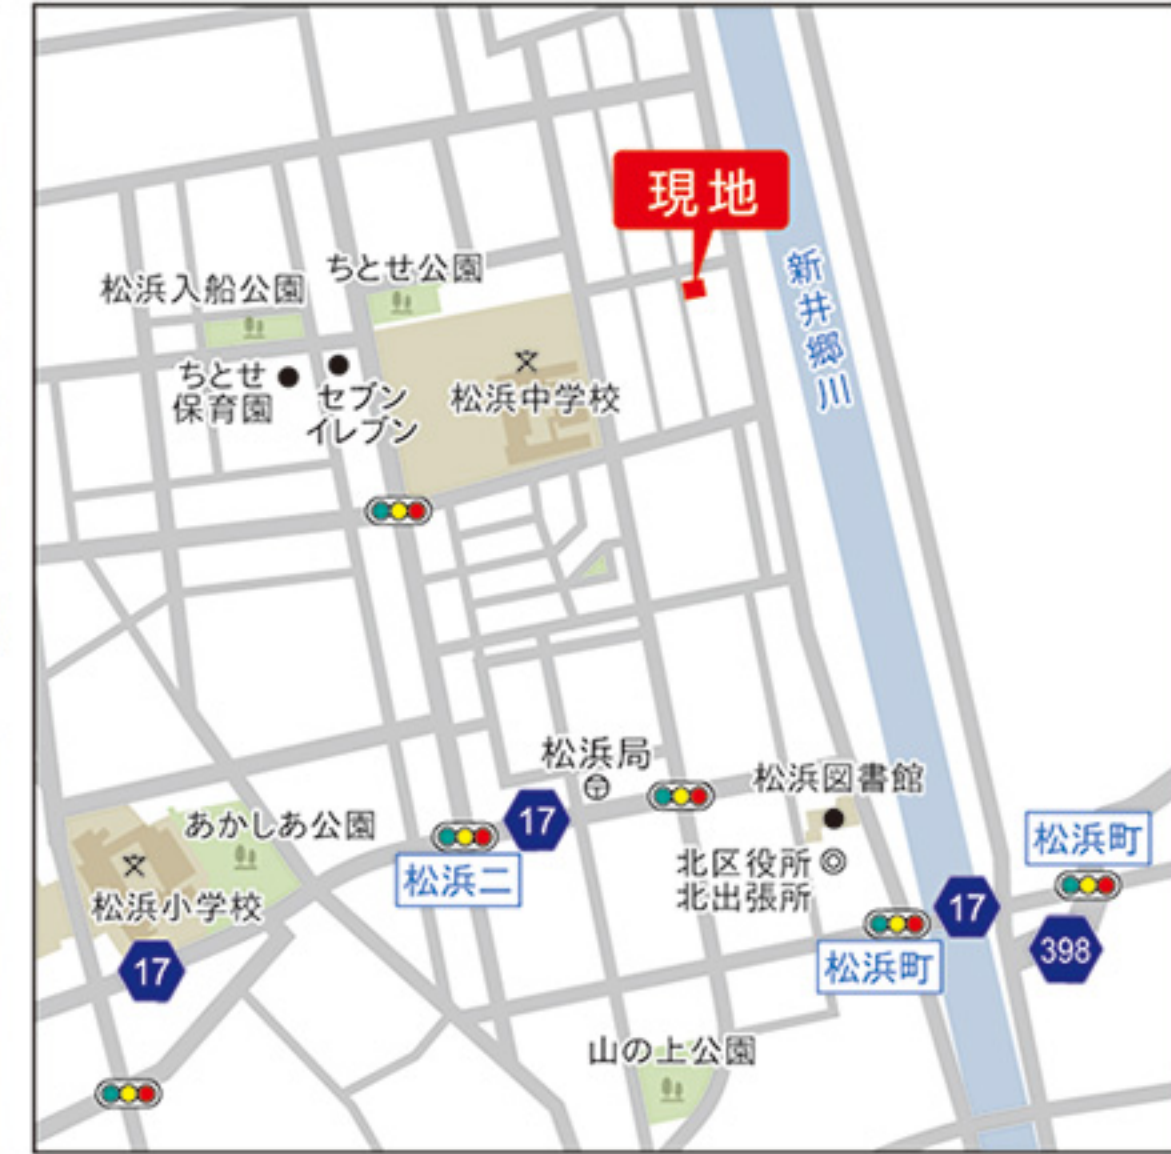 現地
新井郷川
ちとせ公園
松浜入船公園
ちとせ
保育園
セブン
イレブン
松浜中学校
松浜局
17
松浜二
松浜図書館
北区役所
北出張所
松浜町
398
17
松浜町
あかしあ公園
松浜小学校
17
山の上公園